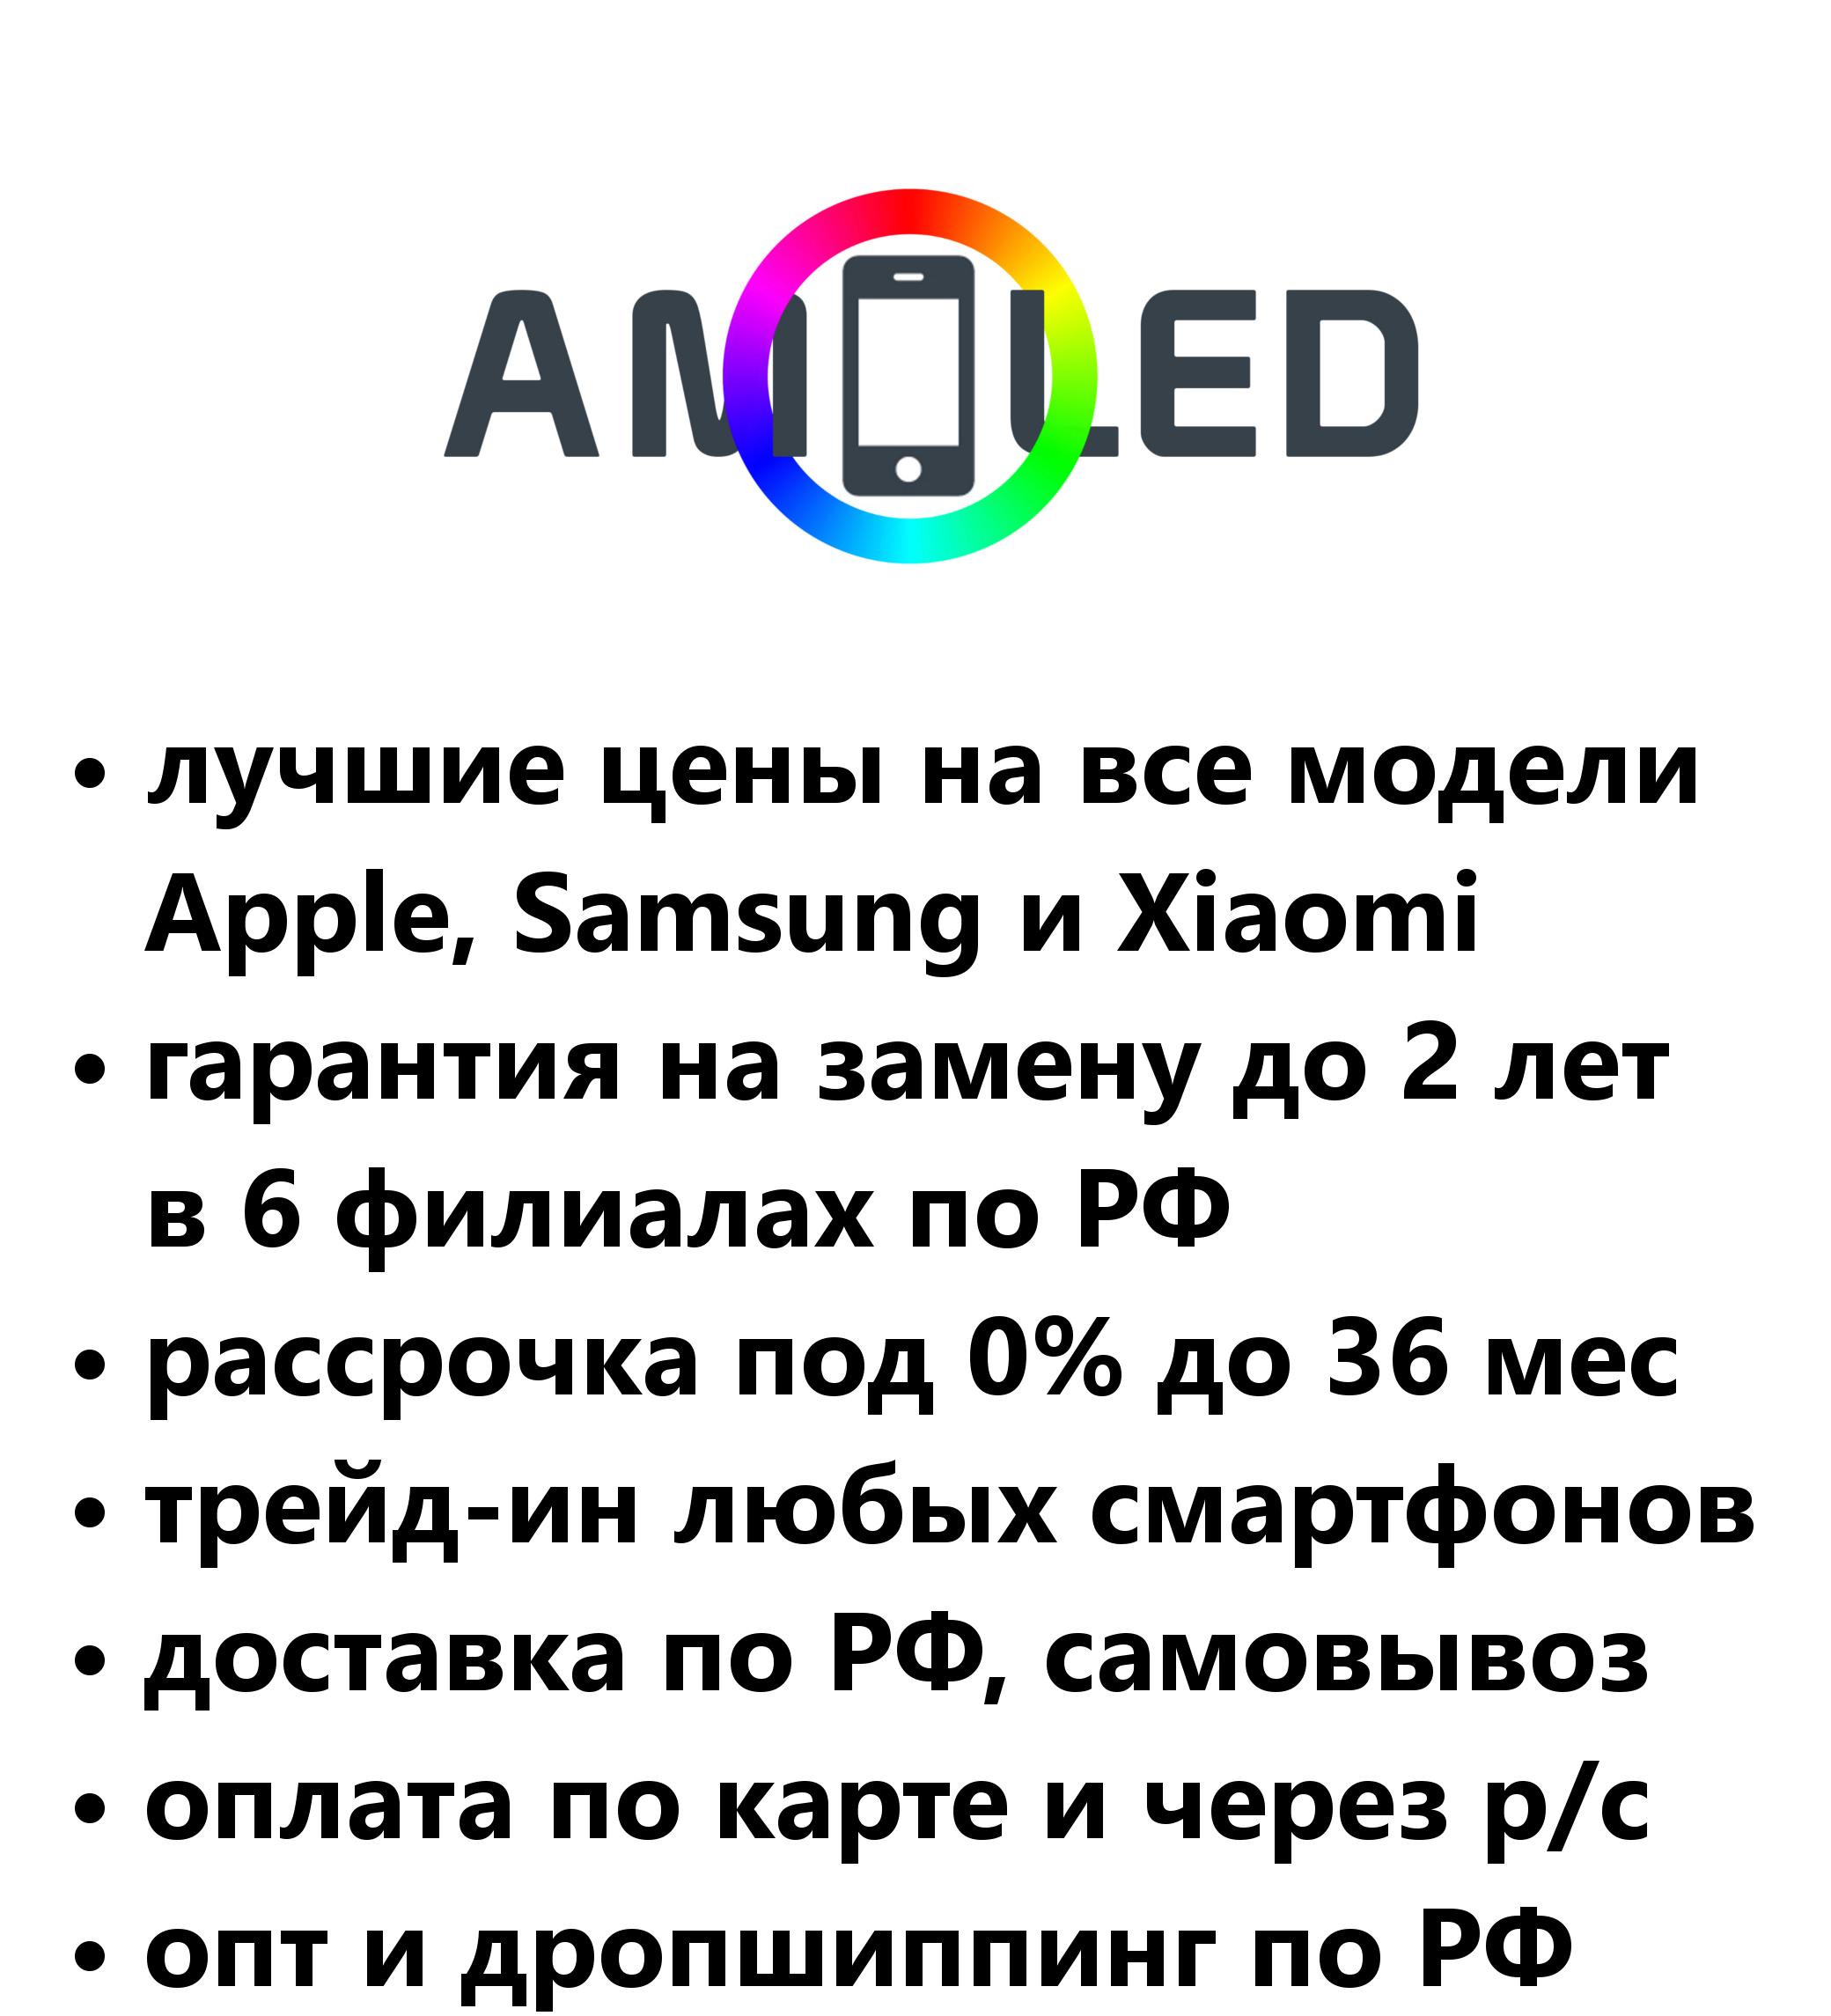 AMOLED
• лучшие цены на все модели
Apple, Samsung и Xiaomi
• гарантия на замену до 2 лет
в 6 филиалах по РФ
• рассрочка под 0% до 36 мес
• трейд-ин любых смартфонов
• доставка по РФ, самовывоз
• оплата по карте и через р/с
• опт и дропшиппинг по РФ